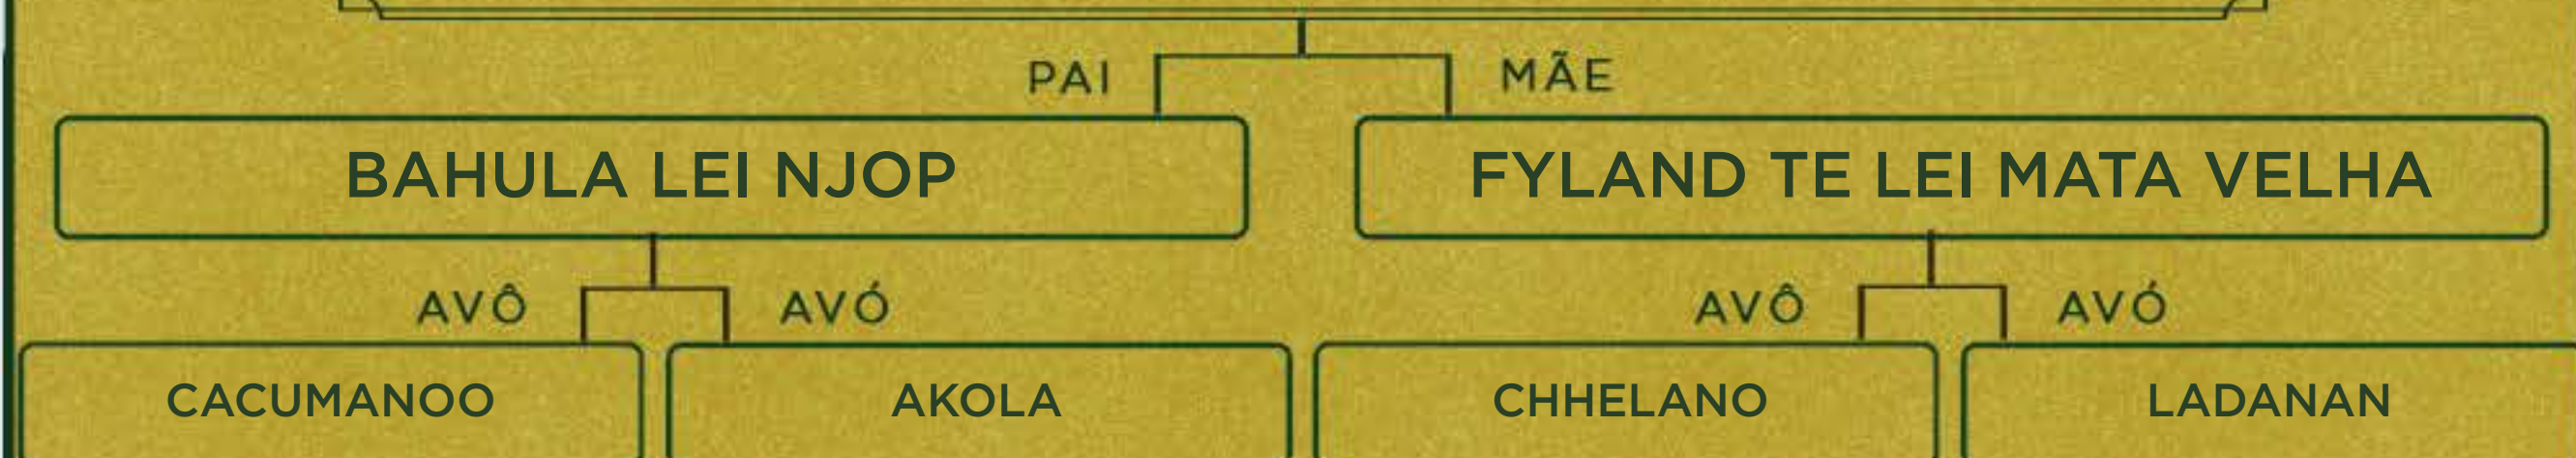 PAI MÃE
BAHULA LEI NJOP FYLAND TE LEI MATA VELHA
AVÔ AVÓ AVÔ AVÓ
CACUMANOO AKOLA CHHELANO LADANAN